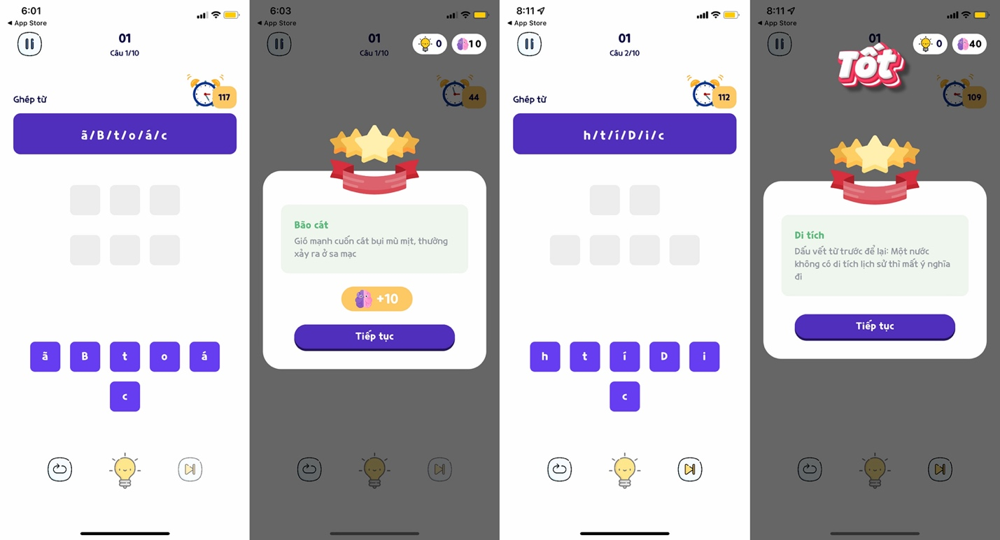 6:01
◂ App Store
01
Câu 1/10
117
Ghép từ
ã/B/t/o/á/c
ã B t o á
c
6:03
◂ App Store
01
Câu 1/10
0
10
44
Bão cát
Gió mạnh cuốn cát bụi mù mịt, thường
xảy ra ở sa mạc
+10
Tiếp tục
8:11
◂ App Store
01
Câu 2/10
112
Ghép từ
h/t/í/D/i/c
h t í D i
c
8:11
◂ App Store
01
Tốt
0
40
109
Di tích
Dấu vết từ trước để lại: Một nước
không có di tích lịch sử thì mất ý nghĩa
đi
Tiếp tục